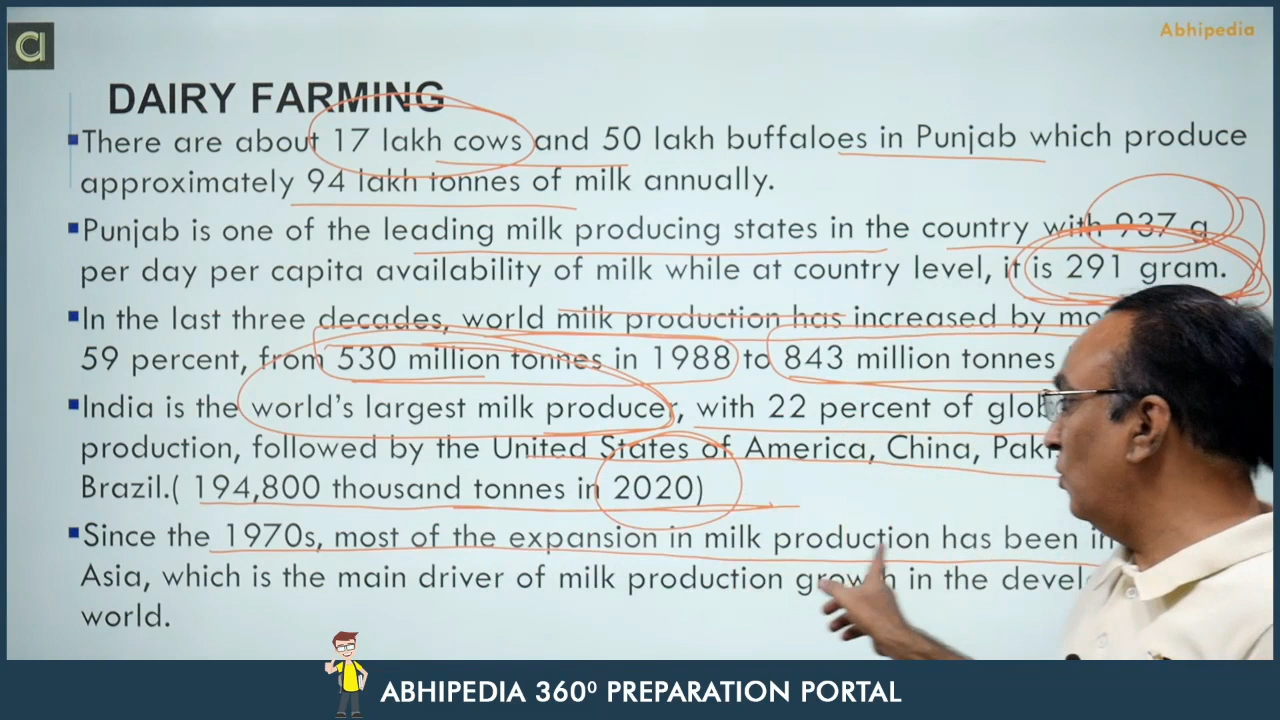 Abhipedia
DAIRY FARMING
There are about 17 lakh cows and 50 lakh buffaloes in Punjab which produce
approximately 94 lakh tonnes of milk annually.
Punjab is one of the leading milk producing states in the country with 937 g
per day per capita availability of milk while at country level, it is 291 gram.
In the last three decades, world milk production has increased by
59 percent, from 530 million tonnes in 1988 to 843 million tonnes
India is the world's largest milk producer, with 22 percent of
production, followed by the United States of America, China,
Brazil.( 194,800 thousand tonnes in 2020)
Since the 1970s, most of the expansion in milk production has been in
Asia, which is the main driver of milk production growth in the
world.
ABHIPEDIA 360⁰ PREPARATION PORTAL